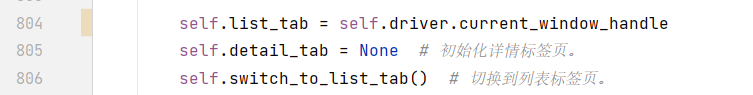 804 self.list_tab = self.driver.current_window_handle
805 self.detail_tab = None  # 初始化详情标签页。
806 self.switch_to_list_tab()  # 切换到列表标签页。